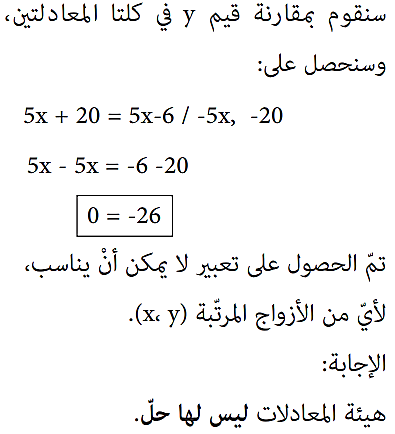 سنقوم بمقارنة قيم y في كلتا المعادلتين،
وسنحصل على:
5x + 20 = 5x-6 / -5x, -20
5x - 5x = -6 -20
0 = -26
تمّ الحصول على تعبير لا يمكن أنْ يناسب،
لأيّ من الأزواج المرتّبة (x، y).
الإجابة:
هيئة المعادلات ليس لها حلّ.